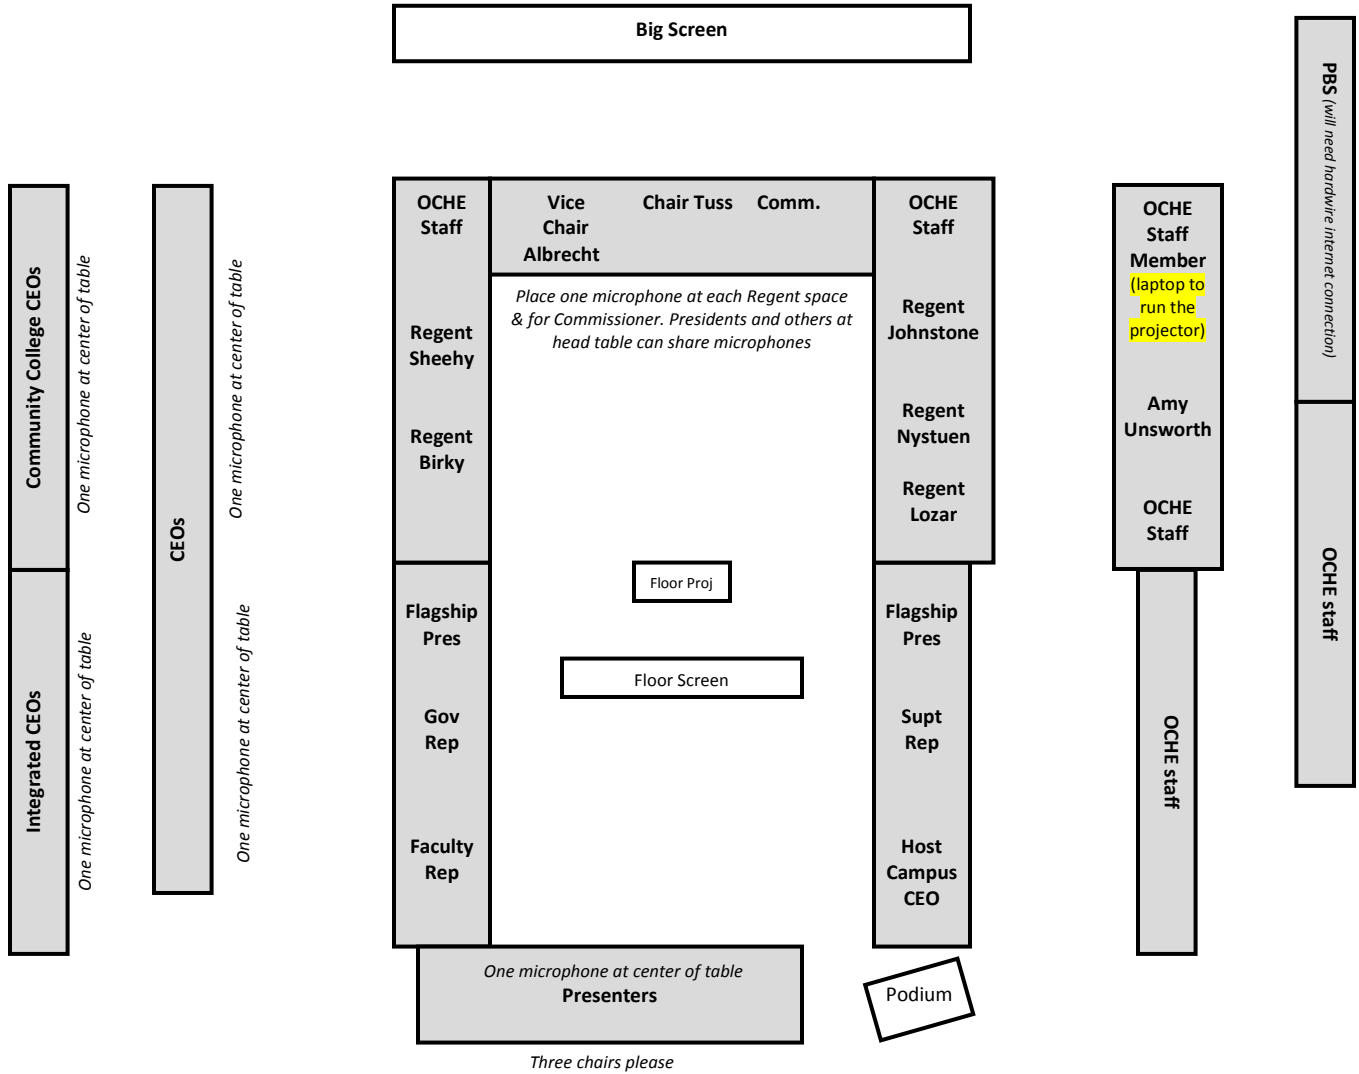 Big Screen
PBS (will need hardwire internet connection)
OCHE staff
Community College CEOs
One microphone at center of table
Integrated CEOs
One microphone at center of table
CEOs
One microphone at center of table
One microphone at center of table
OCHE
Staff
Regent
Sheehy
Regent
Birky
Flagship
Pres
Gov
Rep
Faculty
Rep
Vice
Chair
Albrecht
Chair Tuss
Comm.
Place one microphone at each Regent space
& for Commissioner. Presidents and others at
head table can share microphones
Floor Proj
Floor Screen
OCHE
Staff
Regent
Johnstone
Regent
Nystuen
Regent
Lozar
Flagship
Pres
Supt
Rep
Host
Campus
CEO
OCHE
Staff
Member
(laptop to
run the
projector)
Amy
Unsworth
OCHE
Staff
OCHE staff
One microphone at center of table
Presenters
Podium
Three chairs please